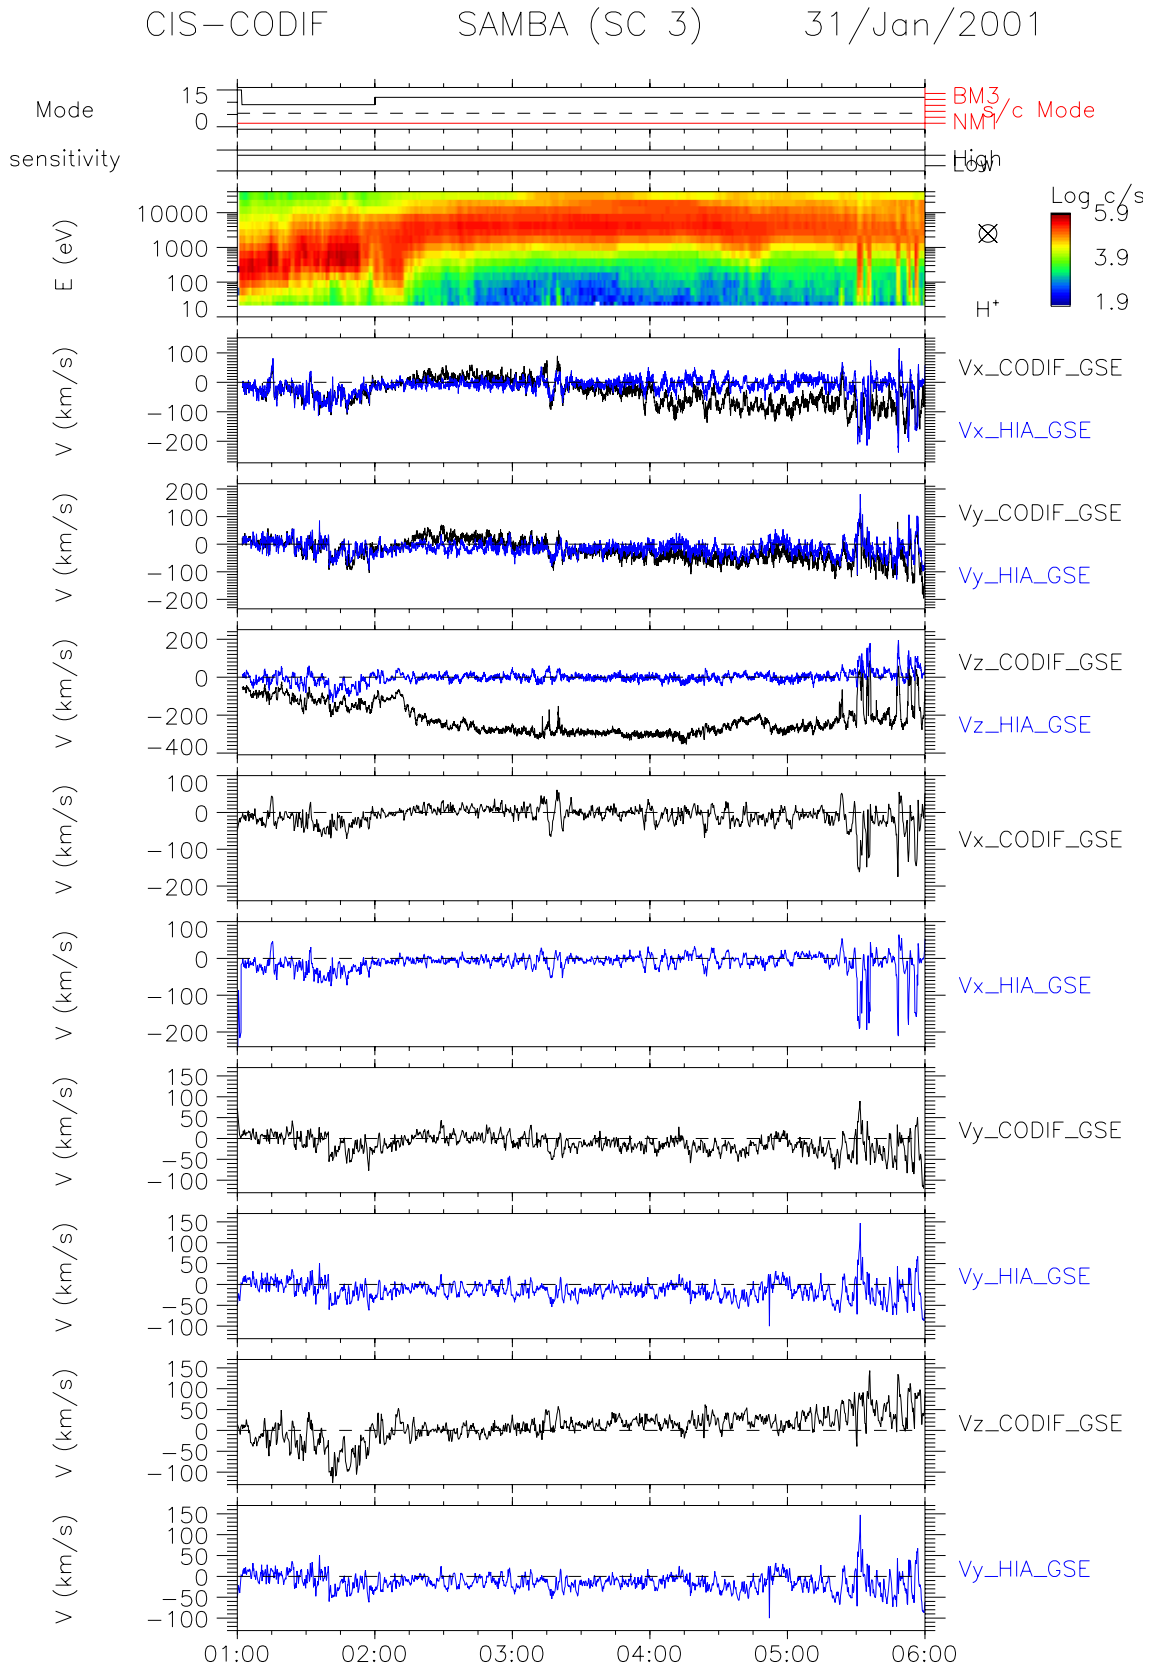 CIS-CODIF SAMBA (SC 3) 31/Jan/2001
Mode 15 0 BM3 NM1 s/c Mode
sensitivity High Low
E (eV) 10000 1000 100 10 H+ Log c/s 5.9 3.9 1.9
V (km/s) 100 0 -100 -200 Vx_CODIF_GSE Vx_HIA_GSE
V (km/s) 200 100 0 -100 -200 Vy_CODIF_GSE Vy_HIA_GSE
V (km/s) 200 0 -200 -400 Vz_CODIF_GSE Vz_HIA_GSE
V (km/s) 100 0 -100 -200 Vx_CODIF_GSE
V (km/s) 100 0 -100 -200 Vx_HIA_GSE
V (km/s) 150 100 50 0 -50 -100 Vy_CODIF_GSE
V (km/s) 150 100 50 0 -50 -100 Vy_HIA_GSE
V (km/s) 150 100 50 0 -50 -100 Vz_CODIF_GSE
V (km/s) 150 100 50 0 -50 -100 Vy_HIA_GSE
01:00 02:00 03:00 04:00 05:00 06:00